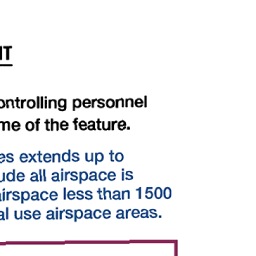 IT
ontrolling personnel
me of the feature.
es extends up to
ude all airspace is
airspace less than 1500
al use airspace areas.